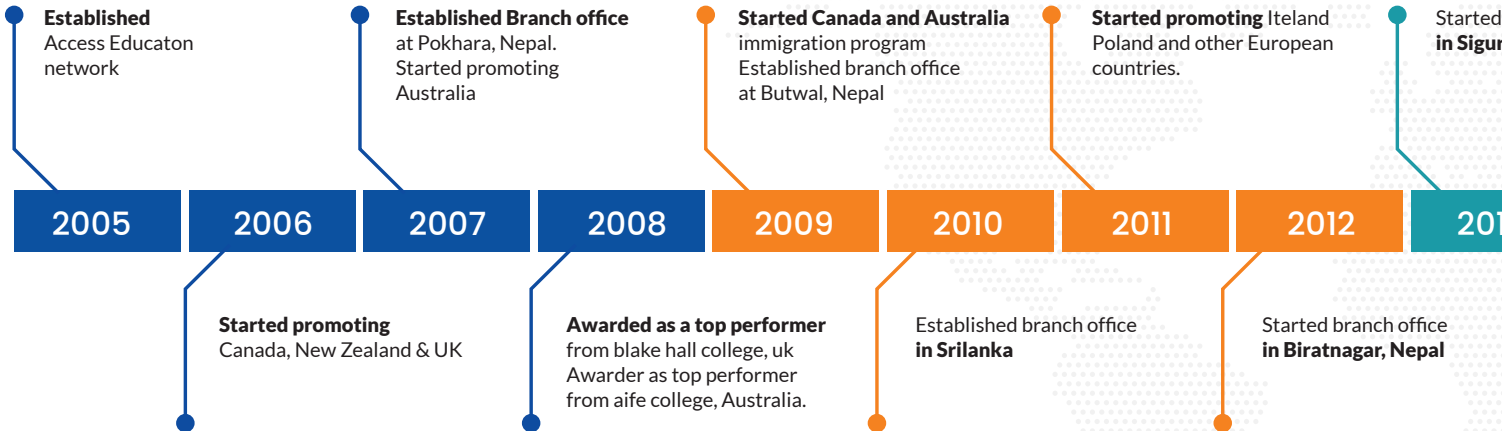 Established
Access Educaton
network
Established Branch office
at Pokhara, Nepal.
Started promoting
Australia
Started Canada and Australia
immigration program
Established branch office
at Butwal, Nepal
Started promoting Iteland
Poland and other European
countries.
Started
in
2005
2006
2007
2008
2009
2010
2011
2012
Started promoting
Canada, New Zealand & UK
Awarded as a top performer
from blake hall college, uk
Awarder as top performer
from aife college, Australia.
Established branch office
in Srilanka
Started branch office
in Biratnagar, Nepal